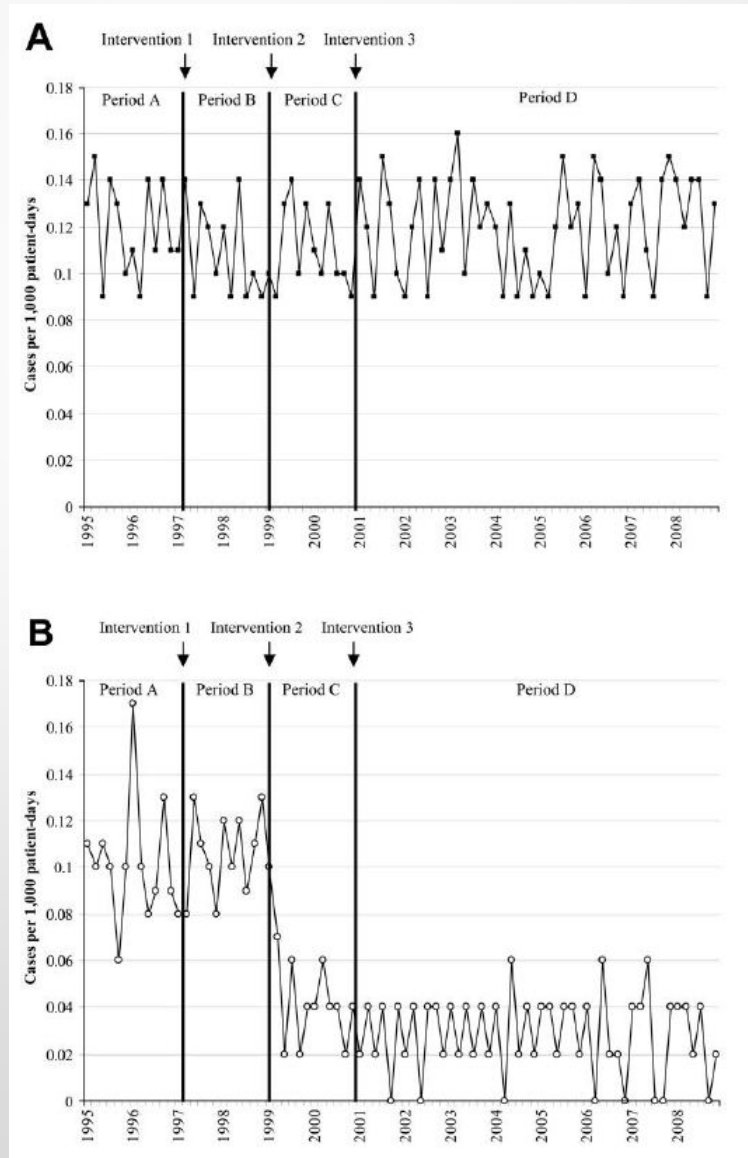 A
Intervention 1 Intervention 2 Intervention 3
Period A Period B Period C Period D
Cases per 1,000 patient-days
0.18
0.16
0.14
0.12
0.1
0.08
0.06
0.04
0.02
0
1995 1996 1997 1998 1999 2000 2001 2002 2003 2004 2005 2006 2007 2008
B
Intervention 1 Intervention 2 Intervention 3
Period A Period B Period C Period D
Cases per 1,000 patient-days
0.18
0.16
0.14
0.12
0.1
0.08
0.06
0.04
0.02
0
1995 1996 1997 1998 1999 2000 2001 2002 2003 2004 2005 2006 2007 2008